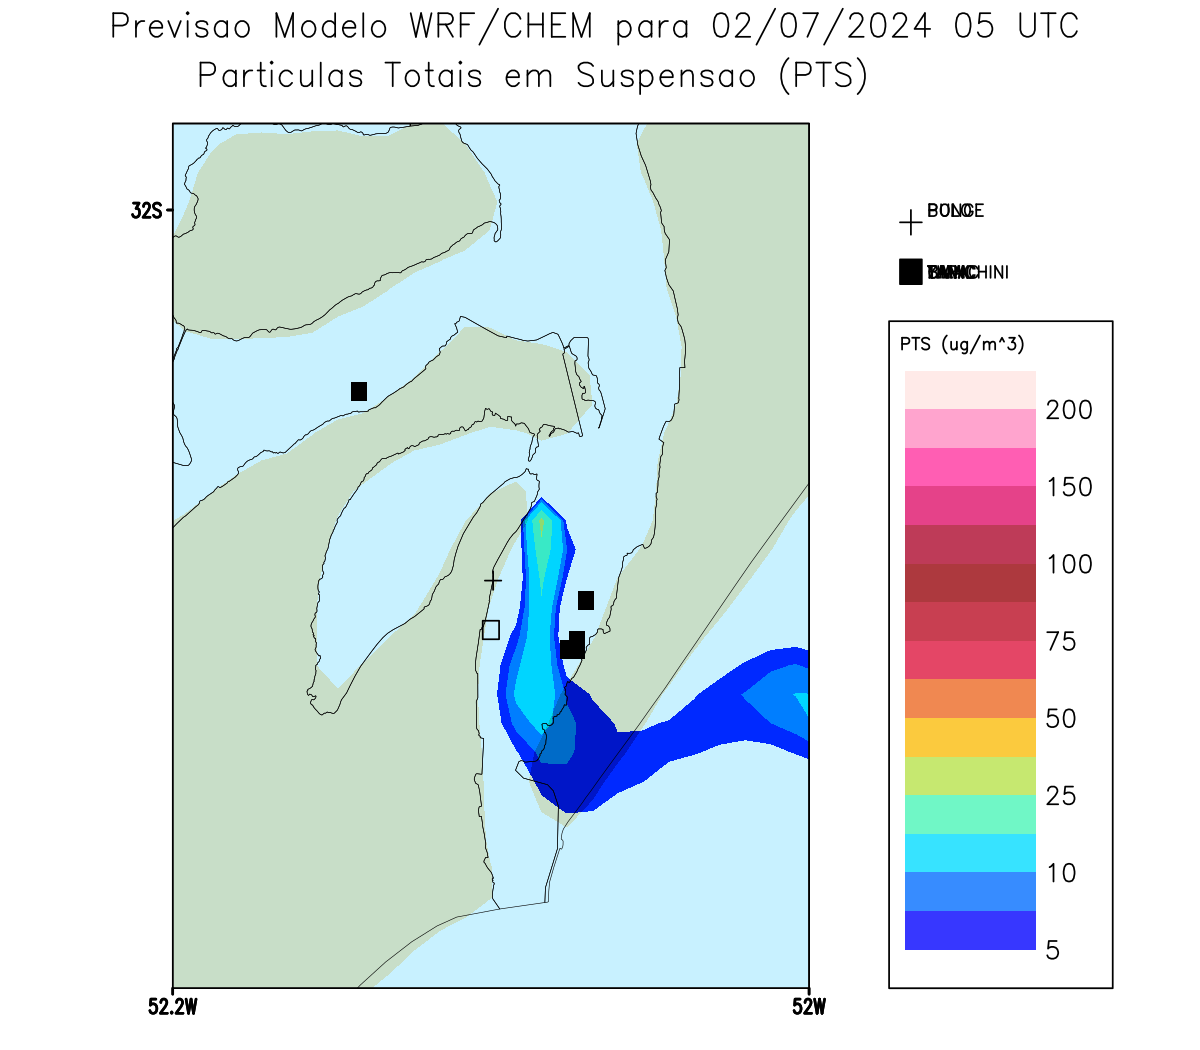 Previsao Modelo WRF/CHEM para 02/07/2024 05 UTC
Particulas Totais em Suspensao (PTS)
32S
PTS (ug/m^3)
200
150
100
75
50
25
10
5
52.2W
52W